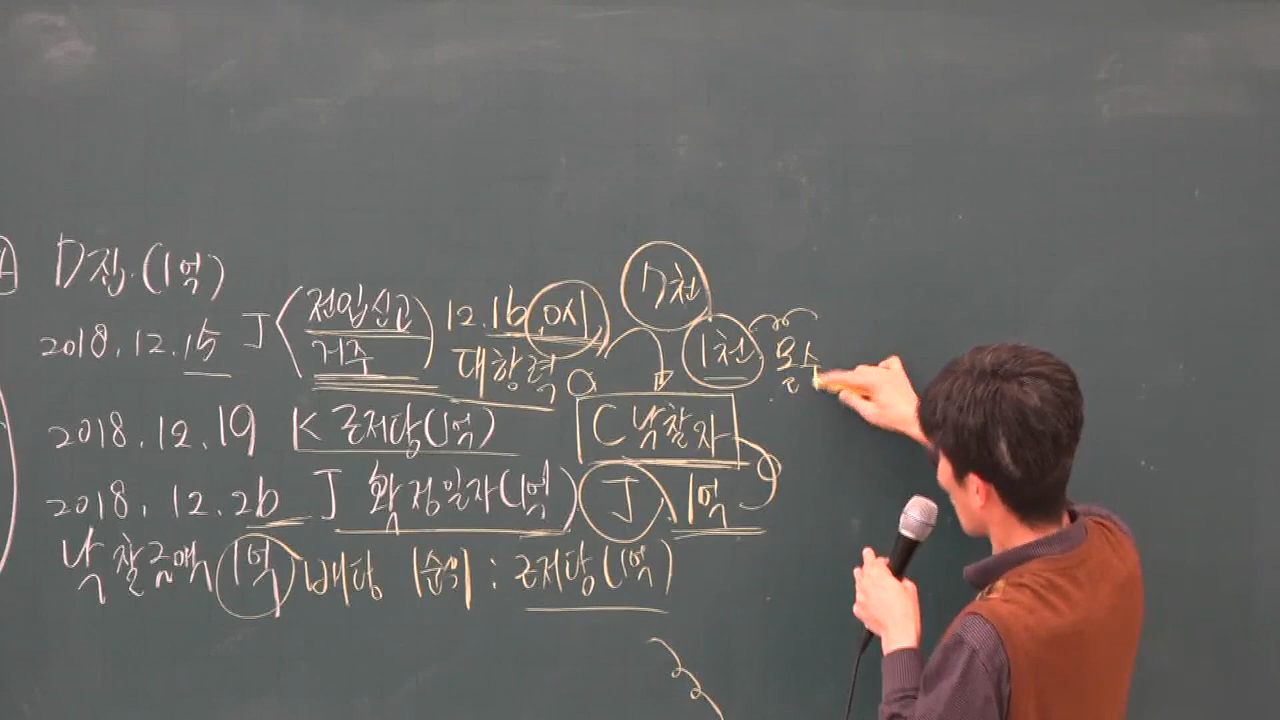 A D집.(1억)
7천
2018.12.15 J 전입신고 12.16 0시
거주 대항력 1천 몰수
2018.12.19 K 근저당(1억) C 낙찰자
2018.12.26 J 확정일자(1억) J 1억
낙찰금액 1억 배당 1순위 : 근저당(1억)